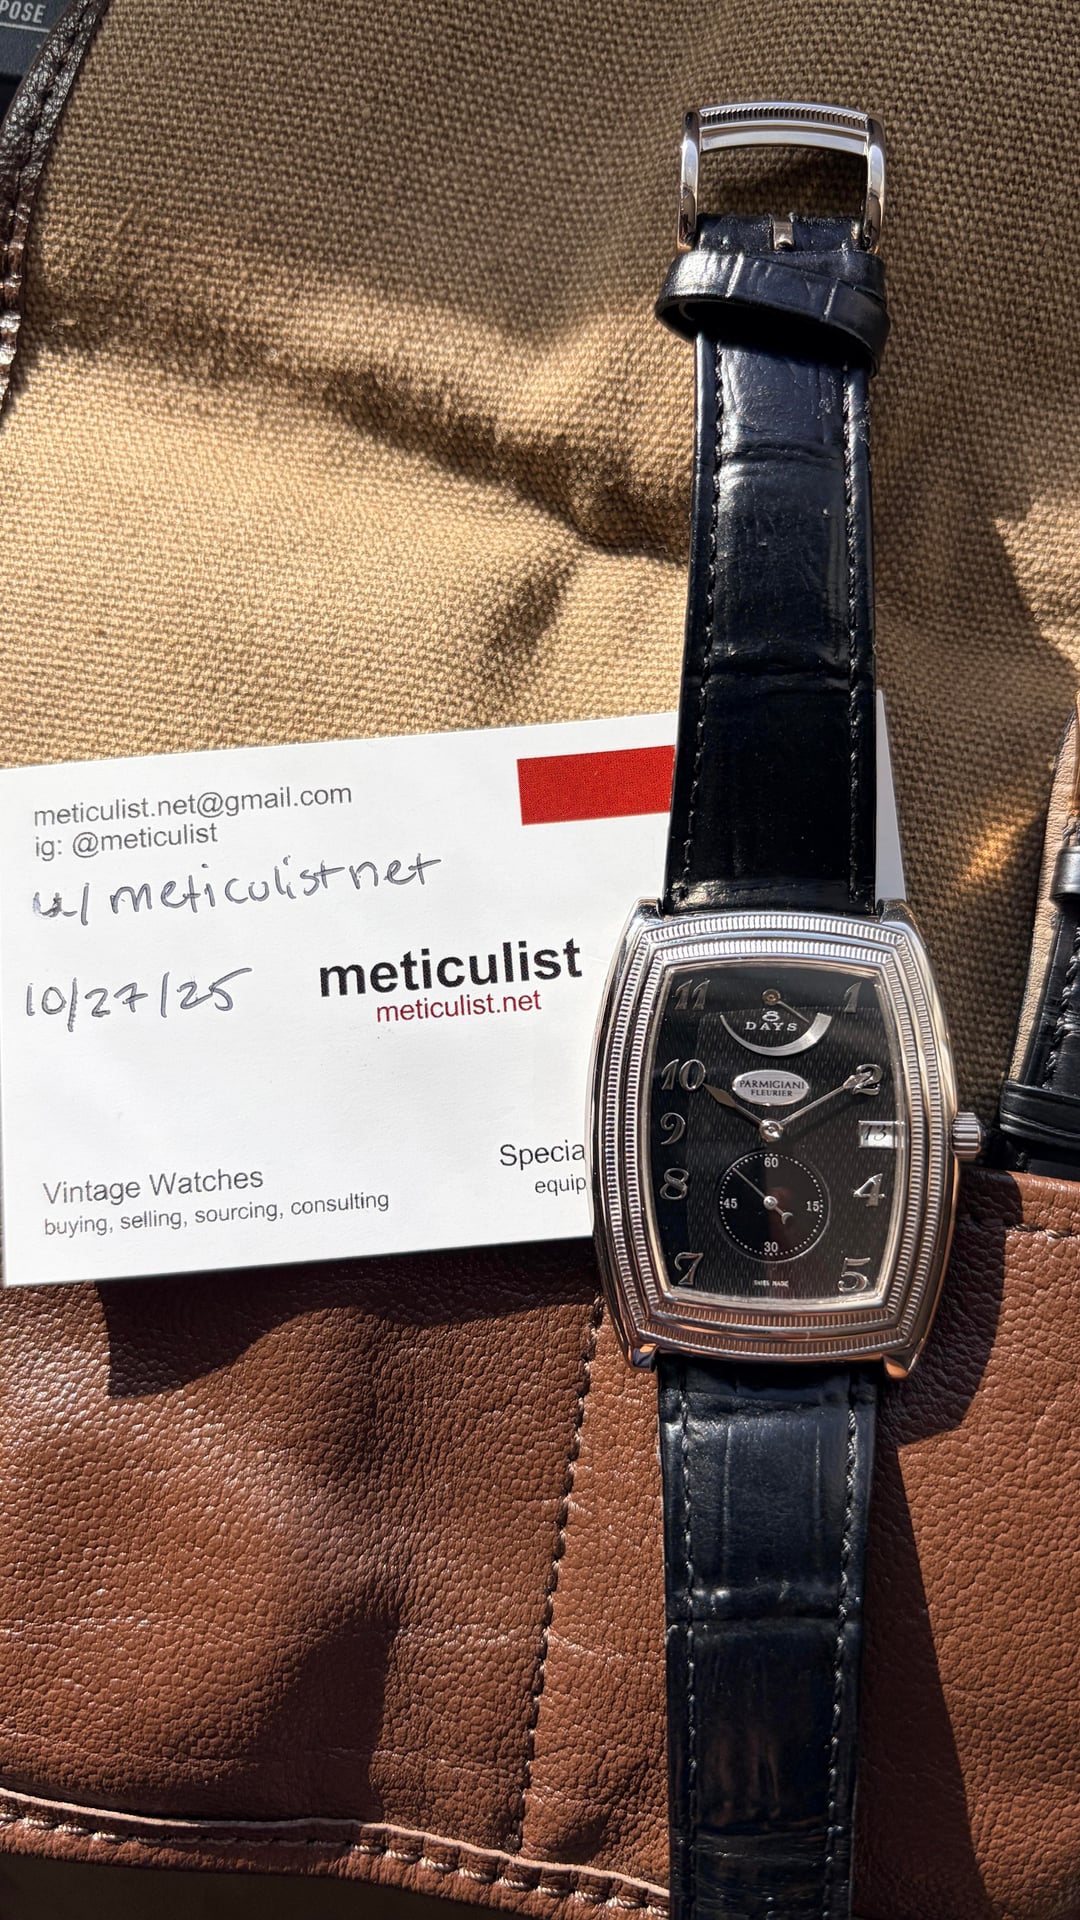 POSE
meticulist.net@gmail.com
ig: @meticulist
u/ meticulistnet
10/27/25
meticulist
meticulist.net
Vintage Watches
buying, selling, sourcing, consulting
Specia
equip
11
1
8
DAYS
10
2
PARMIGIANI
FLEURIER
9
13
8
4
60
45
15
30
7
5
SWISS MADE